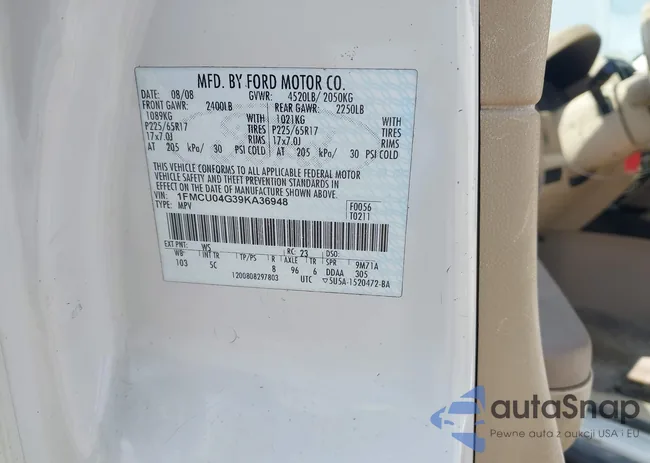 MFD. BY FORD MOTOR CO.
DATE: 08/08 GVWR: 4520LB/ 2050KG
FRONT GAWR: 2400LB REAR GAWR: 2250LB
1089KG WITH 1021KG WITH
P225/65R17 TIRES P225/65R17 TIRES
17x7.0J RIMS 17x7.0J RIMS
AT 205 kPa/ 30 PSI COLD AT 205 kPa/ 30 PSI COLD
THIS VEHICLE CONFORMS TO ALL APPLICABLE FEDERAL MOTOR
VEHICLE SAFETY AND THEFT PREVENTION STANDARDS IN
EFFECT ON THE DATE OF MANUFACTURE SHOWN ABOVE.
VIN: 1FMCU04G39KA36948 F0056
TYPE: MPV T0211
EXT PNT: WS RC: 23 DSO:
WB INT TR TP/PS R AXLE TR SPR 9M71A
103 5C 8 96 6 DDAA 305
1200808297803 UTC ▽5U5A-1520472-BA
autaSnap
Pewne auta z aukcji USA i EU